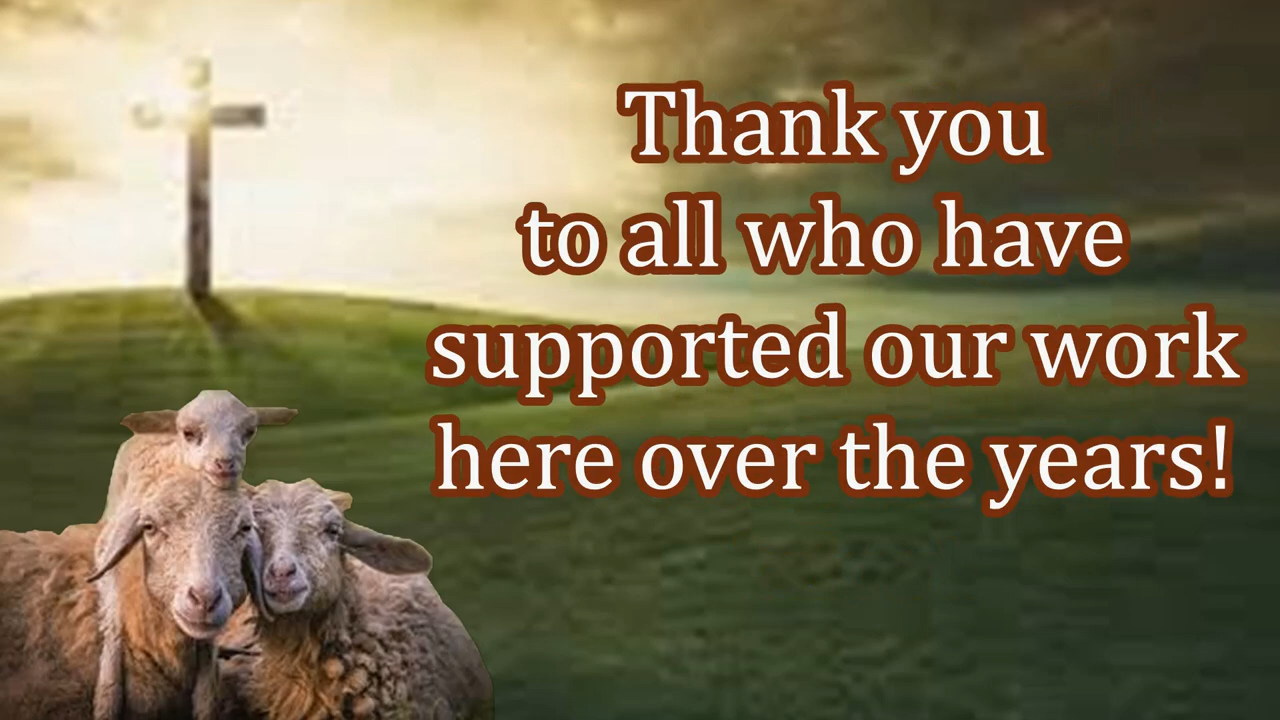 Thank you
to all who have
supported our work
here over the years!